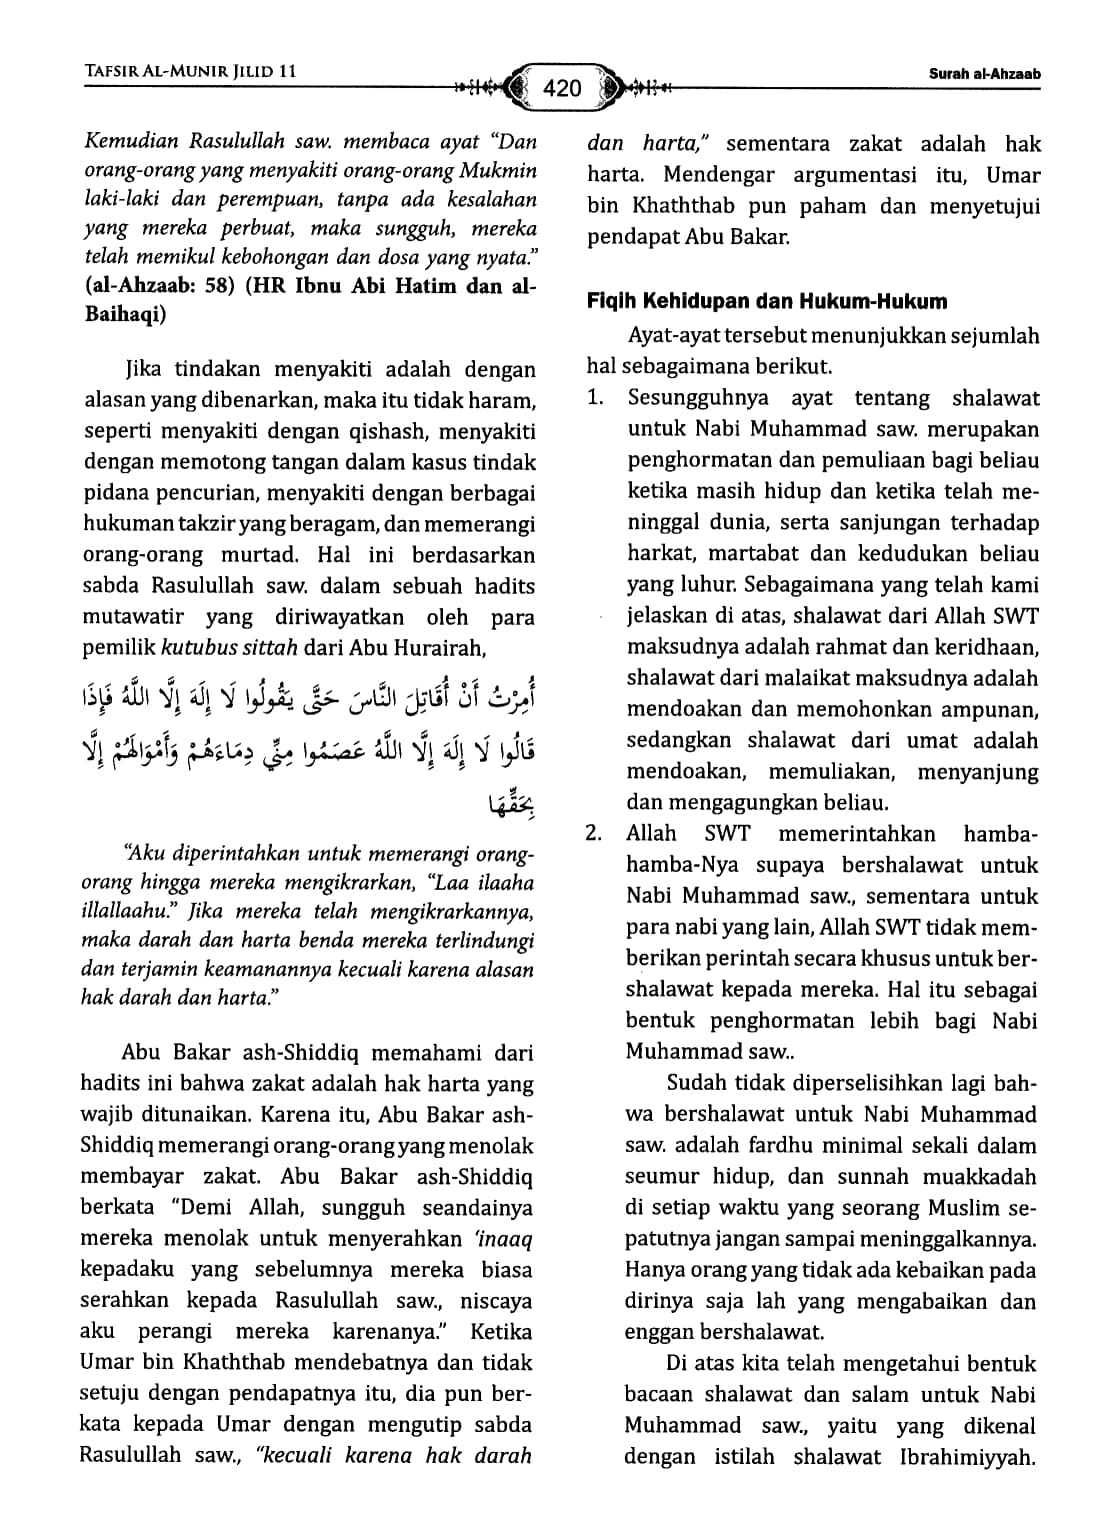 TAFSIR AL-MUNIR JILID 11
420
Surah al-Ahzaab
Kemudian Rasulullah saw. membaca ayat “Dan
orang-orang yang menyakiti orang-orang Mukmin
laki-laki dan perempuan, tanpa ada kesalahan
yang mereka perbuat, maka sungguh, mereka
telah memikul kebohongan dan dosa yang nyata.”
(al-Ahzaab: 58) (HR Ibnu Abi Hatim dan al-
Baihaqi)
Jika tindakan menyakiti adalah dengan
alasan yang dibenarkan, maka itu tidak haram,
seperti menyakiti dengan qishash, menyakiti
dengan memotong tangan dalam kasus tindak
pidana pencurian, menyakiti dengan berbagai
hukuman takzir yang beragam, dan memerangi
orang-orang murtad. Hal ini berdasarkan
sabda Rasulullah saw. dalam sebuah hadits
mutawatir yang diriwayatkan oleh para
pemilik kutubus sittah dari Abu Hurairah,
أُمِرْتُ أَنْ أُقَاتِلَ النَّاسَ حَتَّى يَقُولُوا لَا إِلَهَ إِلَّا اللَّهُ فَإِذَا
قَالُوا لَا إِلَهَ إِلَّا اللَّهُ عَصَمُوا مِنِّي دِمَاءَهُمْ وَأَمْوَالَهُمْ إِلَّا
بِحَقِّهَا
“Aku diperintahkan untuk memerangi orang-
orang hingga mereka mengikrarkan, “Laa ilaaha
illallaahu.” Jika mereka telah mengikrarkannya,
maka darah dan harta benda mereka terlindungi
dan terjamin keamanannya kecuali karena alasan
hak darah dan harta.”
Abu Bakar ash-Shiddiq memahami dari
hadits ini bahwa zakat adalah hak harta yang
wajib ditunaikan. Karena itu, Abu Bakar ash-
Shiddiq memerangi orang-orang yang menolak
membayar zakat. Abu Bakar ash-Shiddiq
berkata “Demi Allah, sungguh seandainya
mereka menolak untuk menyerahkan ‘inaaq
kepadaku yang sebelumnya mereka biasa
serahkan kepada Rasulullah saw., niscaya
aku perangi mereka karenanya.” Ketika
Umar bin Khaththab mendebatnya dan tidak
setuju dengan pendapatnya itu, dia pun ber-
kata kepada Umar dengan mengutip sabda
Rasulullah saw., “kecuali karena hak darah
dan harta,” sementara zakat adalah hak
harta. Mendengar argumentasi itu, Umar
bin Khaththab pun paham dan menyetujui
pendapat Abu Bakar.
Fiqih Kehidupan dan Hukum-Hukum
Ayat-ayat tersebut menunjukkan sejumlah
hal sebagaimana berikut.
1. Sesungguhnya ayat tentang shalawat
untuk Nabi Muhammad saw. merupakan
penghormatan dan pemuliaan bagi beliau
ketika masih hidup dan ketika telah me-
ninggal dunia, serta sanjungan terhadap
harkat, martabat dan kedudukan beliau
yang luhur. Sebagaimana yang telah kami
jelaskan di atas, shalawat dari Allah SWT
maksudnya adalah rahmat dan keridhaan,
shalawat dari malaikat maksudnya adalah
mendoakan dan memohonkan ampunan,
sedangkan shalawat dari umat adalah
mendoakan, memuliakan, menyanjung
dan mengagungkan beliau.
2. Allah SWT memerintahkan hamba-
hamba-Nya supaya bershalawat untuk
Nabi Muhammad saw., sementara untuk
para nabi yang lain, Allah SWT tidak mem-
berikan perintah secara khusus untuk ber-
shalawat kepada mereka. Hal itu sebagai
bentuk penghormatan lebih bagi Nabi
Muhammad saw..
Sudah tidak diperselisihkan lagi bah-
wa bershalawat untuk Nabi Muhammad
saw. adalah fardhu minimal sekali dalam
seumur hidup, dan sunnah muakkadah
di setiap waktu yang seorang Muslim se-
patutnya jangan sampai meninggalkannya.
Hanya orang yang tidak ada kebaikan pada
dirinya saja lah yang mengabaikan dan
enggan bershalawat.
Di atas kita telah mengetahui bentuk
bacaan shalawat dan salam untuk Nabi
Muhammad saw., yaitu yang dikenal
dengan istilah shalawat Ibrahimiyyah.